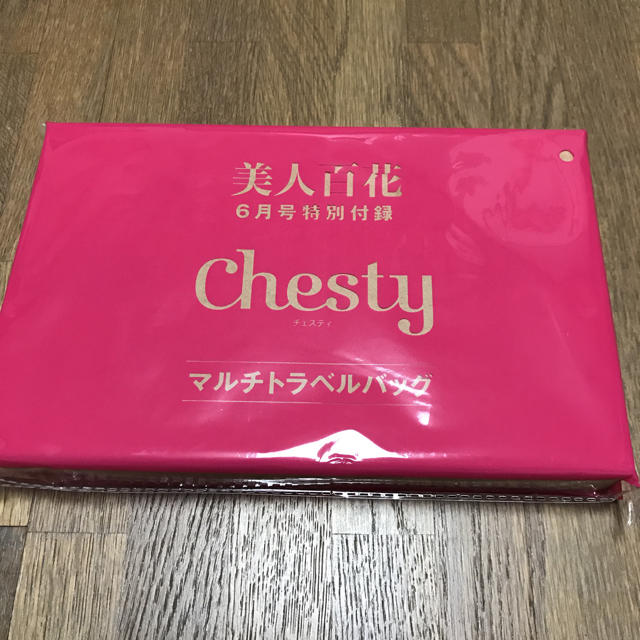 美人百花
6月号特別付録
Chesty
チェスティ
マルチトラベルバッグ